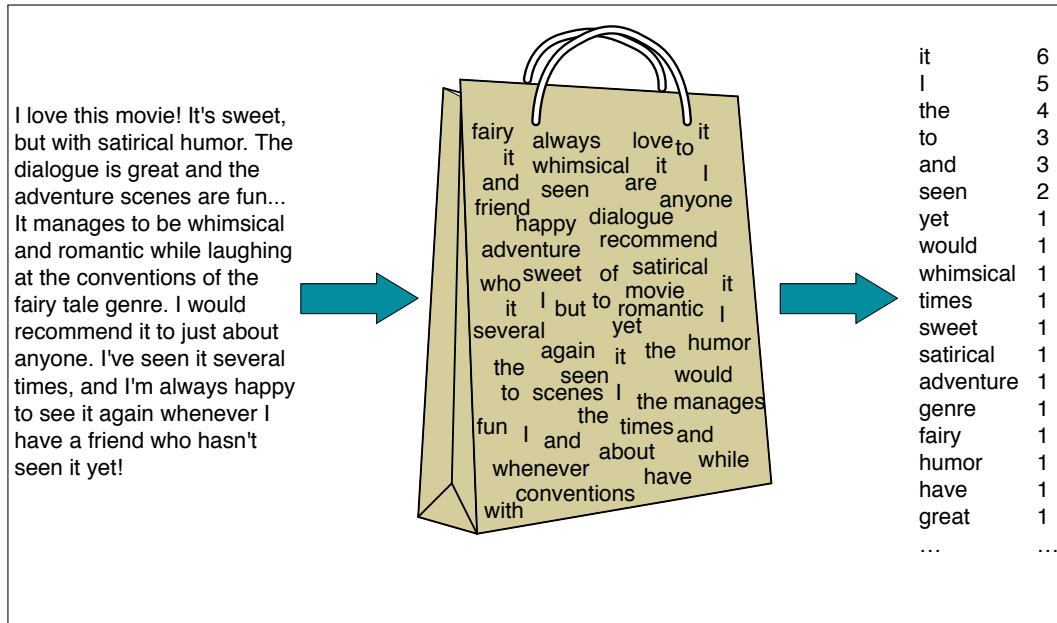 I love this movie! It's sweet,
but with satirical humor. The
dialogue is great and the
adventure scenes are fun...
It manages to be whimsical
and romantic while laughing
at the conventions of the
fairy tale genre. I would
recommend it to just about
anyone. I've seen it several
times, and I'm always happy
to see it again whenever I
have a friend who hasn't
seen it yet!
fairy always love to it
it whimsical it I
and seen are anyone
friend happy dialogue
adventure recommend
who sweet of satirical it
it I but to movie romantic I
several yet
again it the humor
the seen would
to scenes I the manages
fun I and the times and
whenever about have while
conventions
with
it 6
I 5
the 4
to 3
and 3
seen 2
yet 1
would 1
whimsical 1
times 1
sweet 1
satirical 1
adventure 1
genre 1
fairy 1
humor 1
have 1
great 1
… …